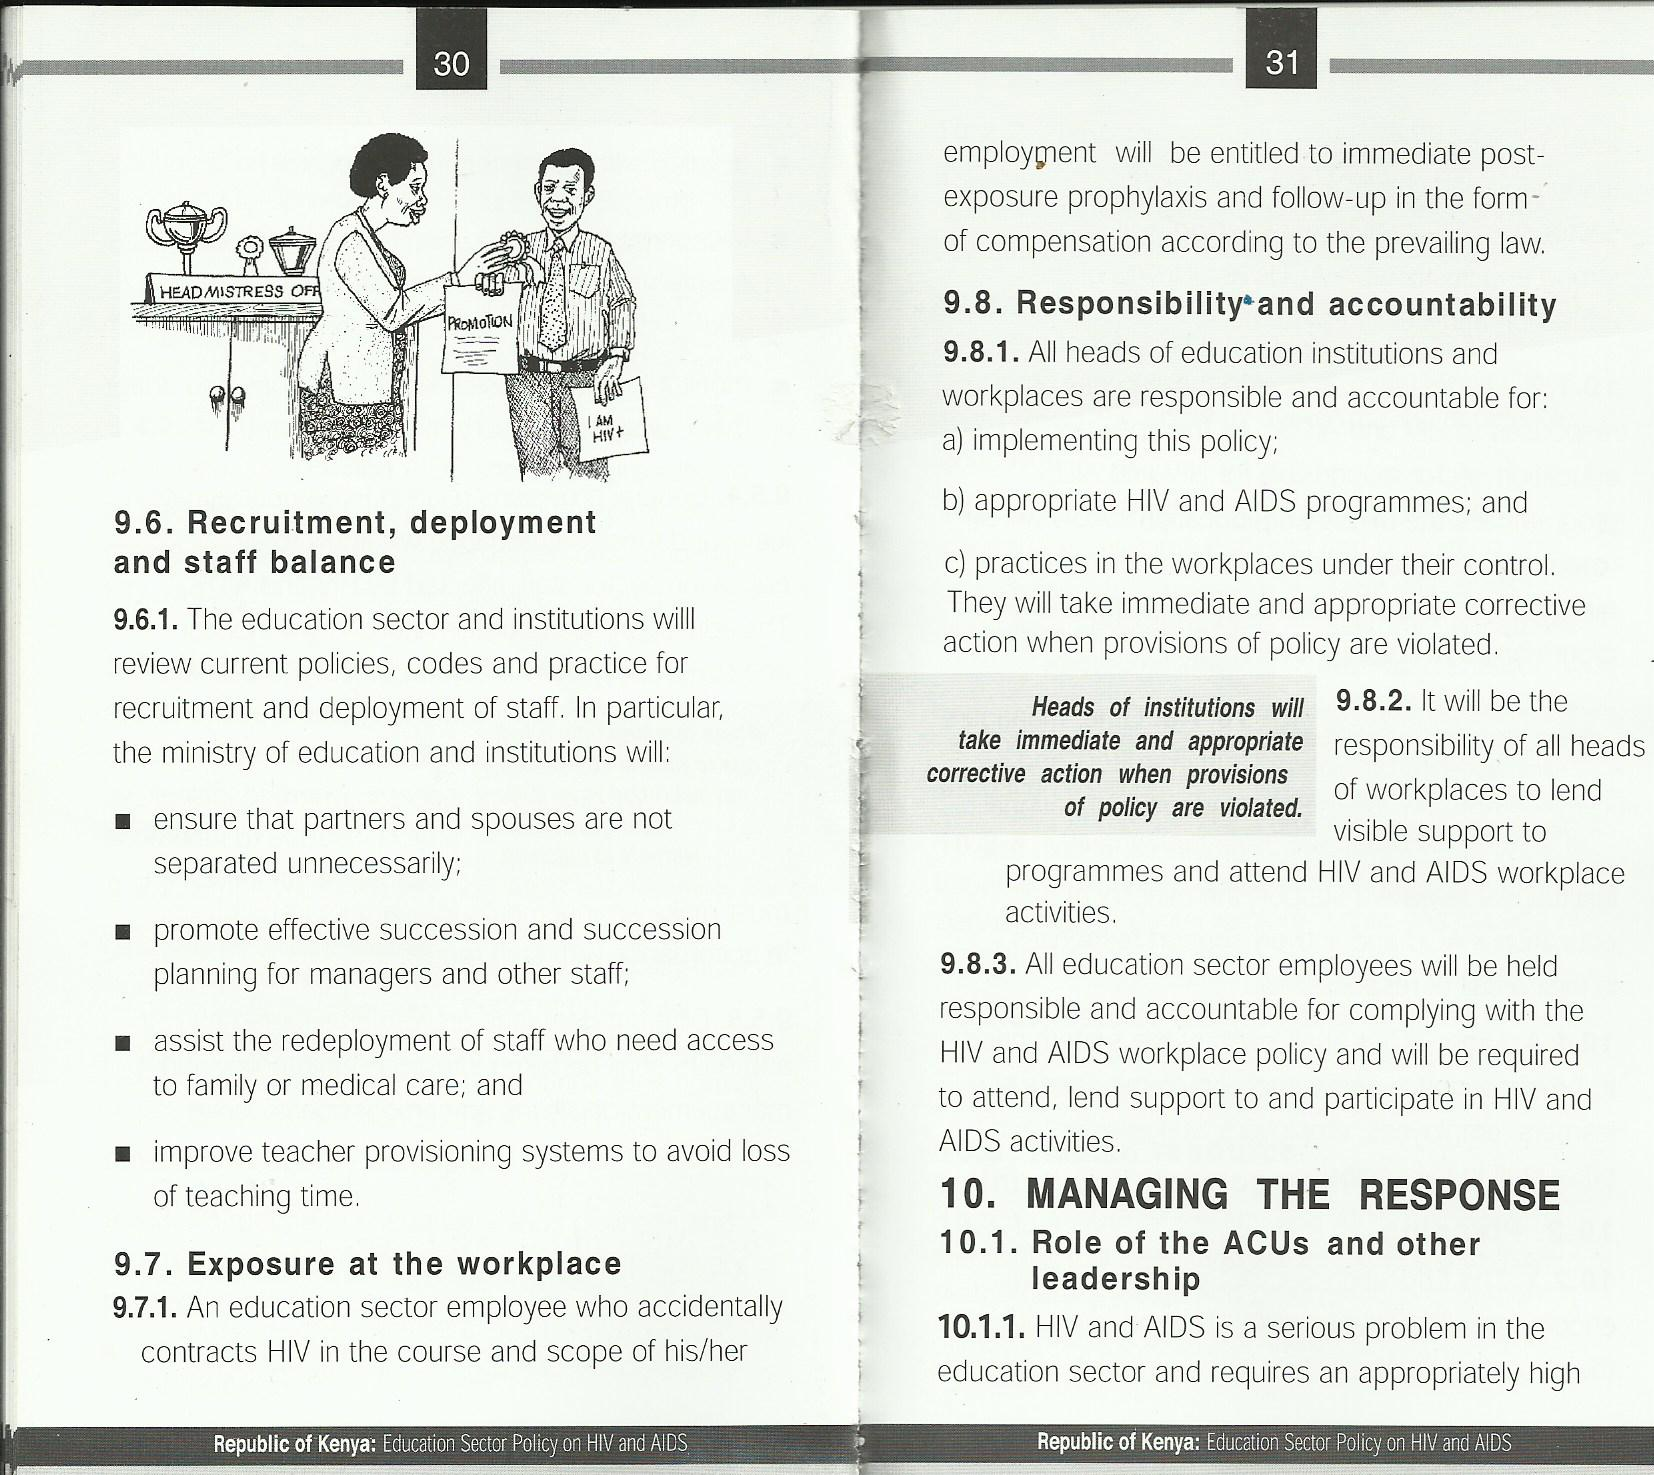 30
HEADMISTRESS OFF
PROMOTION
I AM
HIV+
9.6. Recruitment, deployment
and staff balance
9.6.1. The education sector and institutions willl
review current policies, codes and practice for
recruitment and deployment of staff. In particular,
the ministry of education and institutions will:
■ ensure that partners and spouses are not
separated unnecessarily;
■ promote effective succession and succession
planning for managers and other staff;
■ assist the redeployment of staff who need access
to family or medical care; and
■ improve teacher provisioning systems to avoid loss
of teaching time.
9.7. Exposure at the workplace
9.7.1. An education sector employee who accidentally
contracts HIV in the course and scope of his/her
Republic of Kenya: Education Sector Policy on HIV and AIDS
31
employment will be entitled to immediate post-
exposure prophylaxis and follow-up in the form
of compensation according to the prevailing law.
9.8. Responsibility and accountability
9.8.1. All heads of education institutions and
workplaces are responsible and accountable for:
a) implementing this policy;
b) appropriate HIV and AIDS programmes; and
c) practices in the workplaces under their control.
They will take immediate and appropriate corrective
action when provisions of policy are violated.
Heads of institutions will
take immediate and appropriate
corrective action when provisions
of policy are violated.
9.8.2. It will be the
responsibility of all heads
of workplaces to lend
visible support to
programmes and attend HIV and AIDS workplace
activities.
9.8.3. All education sector employees will be held
responsible and accountable for complying with the
HIV and AIDS workplace policy and will be required
to attend, lend support to and participate in HIV and
AIDS activities.
10. MANAGING THE RESPONSE
10.1. Role of the ACUs and other
leadership
10.1.1. HIV and AIDS is a serious problem in the
education sector and requires an appropriately high
Republic of Kenya: Education Sector Policy on HIV and AIDS